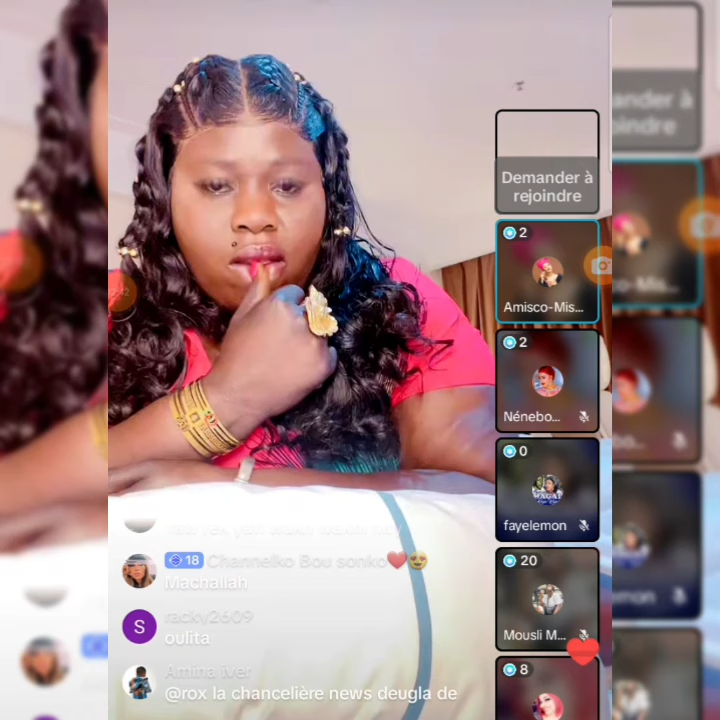 Demander à
rejoindre
2
Amisco-Mis...
2
Nénebo...
0
fayelemon
20
Mousli M...
8
18 Channelko Bou sonko❤️😍
Machallah
S
racky2609
oulita
Amina iver
@rox la chancelière news deugla de